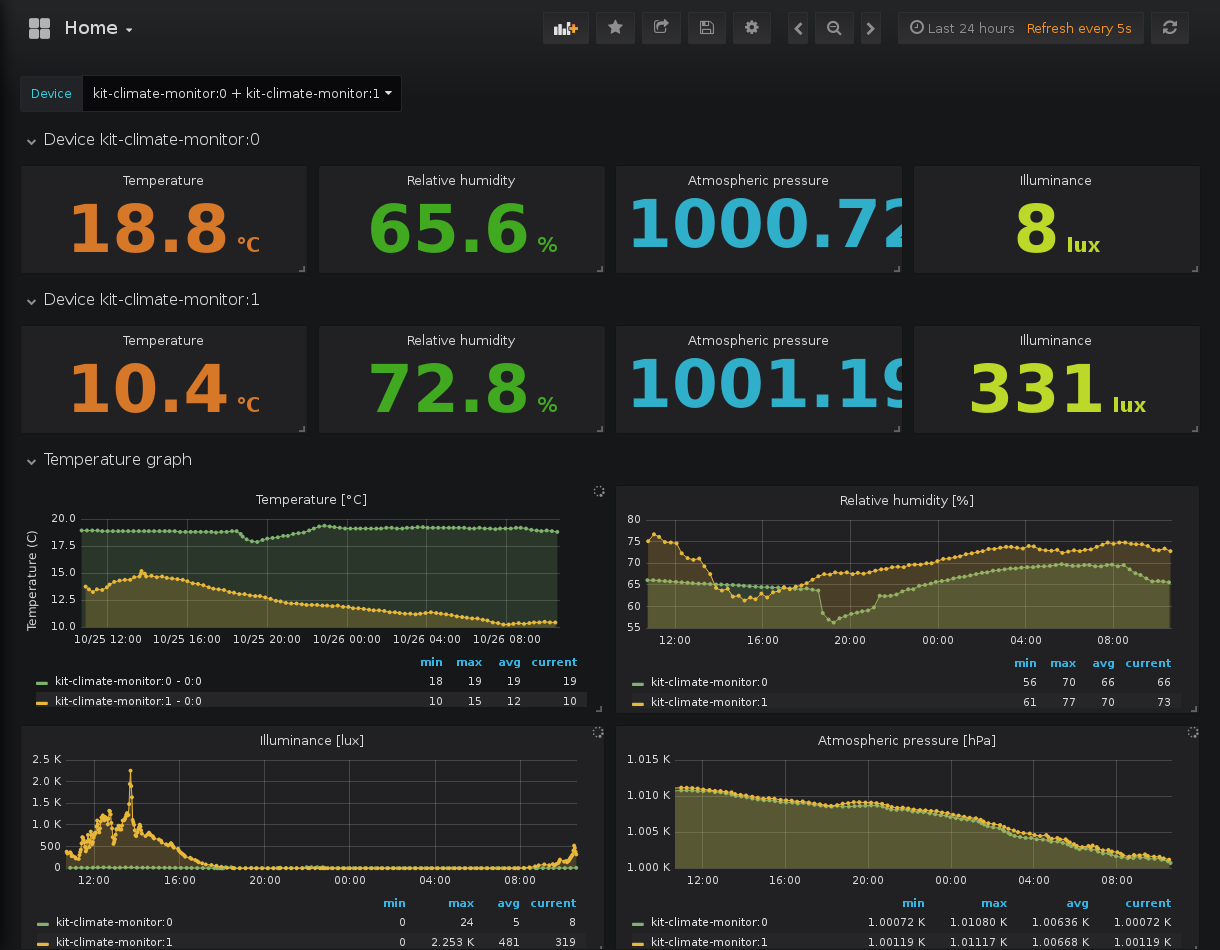 Home
Last 24 hours Refresh every 5s
Device kit-climate-monitor:0 + kit-climate-monitor:1
Device kit-climate-monitor:0
Temperature Relative humidity Atmospheric pressure Illuminance
18.8 °C 65.6 % 1000.72 8 lux
Device kit-climate-monitor:1
Temperature Relative humidity Atmospheric pressure Illuminance
10.4 °C 72.8 % 1001.19 331 lux
Temperature graph
Temperature [°C]
Temperature (C)
20.0
17.5
15.0
12.5
10.0
10/25 12:00 10/25 16:00 10/25 20:00 10/26 00:00 10/26 04:00 10/26 08:00
min max avg current
kit-climate-monitor:0 - 0:0 18 19 19 19
kit-climate-monitor:1 - 0:0 10 15 12 10
Relative humidity [%]
80
75
70
65
60
55
12:00 16:00 20:00 00:00 04:00 08:00
min max avg current
kit-climate-monitor:0 56 70 66 66
kit-climate-monitor:1 61 77 70 73
Illuminance [lux]
2.5 K
2.0 K
1.5 K
1.0 K
500
0
12:00 16:00 20:00 00:00 04:00 08:00
min max avg current
kit-climate-monitor:0 0 24 5 8
kit-climate-monitor:1 0 2.253 K 481 319
Atmospheric pressure [hPa]
1.015 K
1.010 K
1.005 K
1.000 K
12:00 16:00 20:00 00:00 04:00 08:00
min max avg current
kit-climate-monitor:0 1.00072 K 1.01080 K 1.00636 K 1.00072 K
kit-climate-monitor:1 1.00119 K 1.01117 K 1.00668 K 1.00119 K